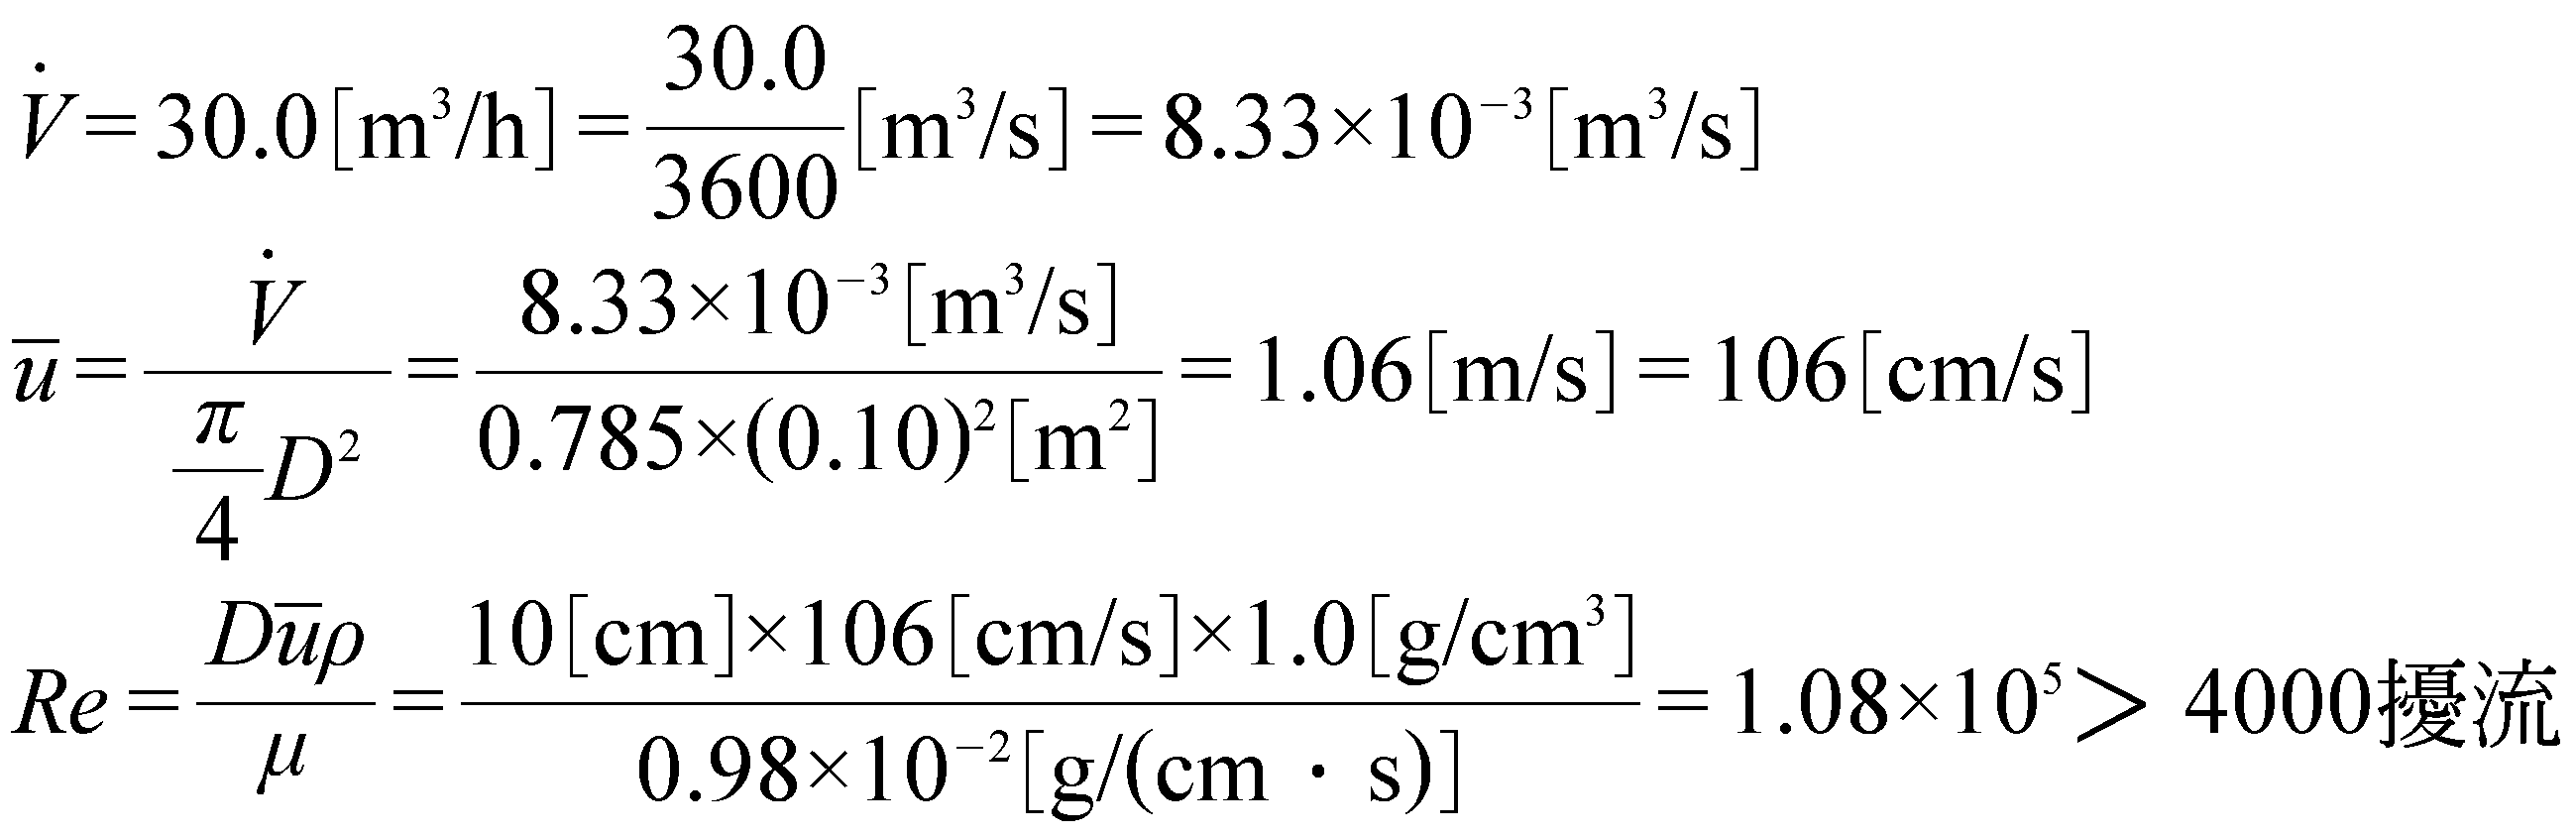 V̇ = 30.0[m³/h] = 30.0/3600 [m³/s] = 8.33×10⁻³[m³/s]
u̅ = V̇/(π/4 D²) = 8.33×10⁻³[m³/s]/(0.785×(0.10)²[m²]) = 1.06[m/s] = 106[cm/s]
Re = Du̅ρ/μ = 10[cm]×106[cm/s]×1.0[g/cm³]/(0.98×10⁻²[g/(cm · s)]) = 1.08×10⁵ > 4000擾流